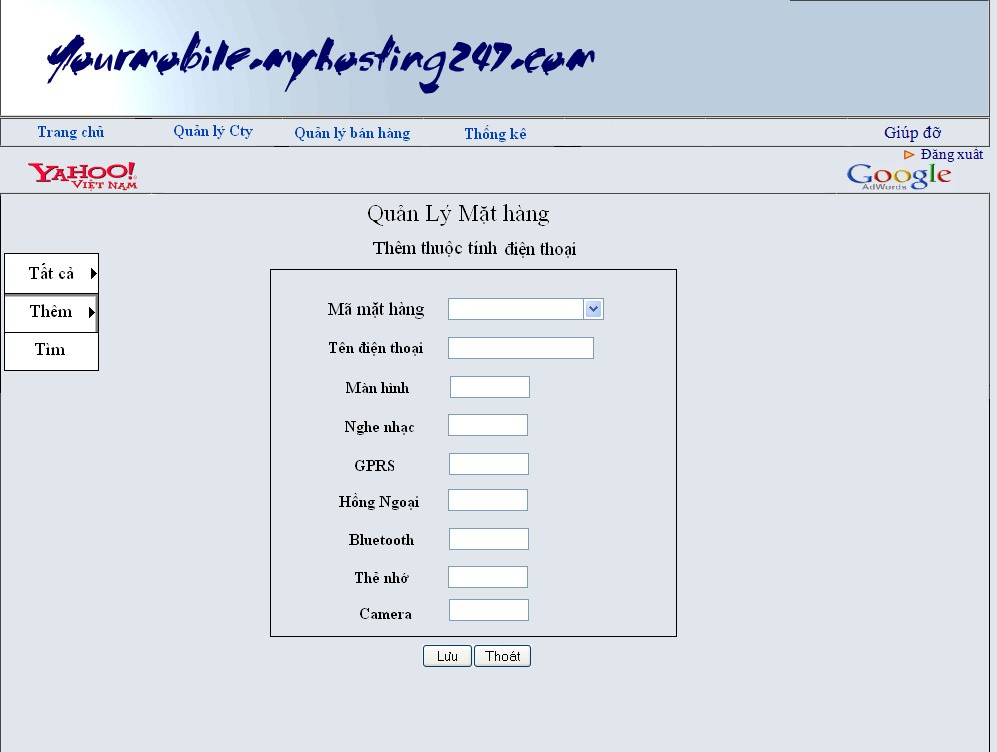 Yourmobile.myhosting247.com
Trang chủ Quản lý Cty Quản lý bán hàng Thống kê Giúp đỡ
Đăng xuất
YAHOO!
VIỆT NAM
Google
AdWords
Quản Lý Mặt hàng
Thêm thuộc tính điện thoại
Tất cả
Thêm
Tìm
Mã mặt hàng
Tên điện thoại
Màn hình
Nghe nhạc
GPRS
Hồng Ngoại
Bluetooth
Thẻ nhớ
Camera
Lưu Thoát